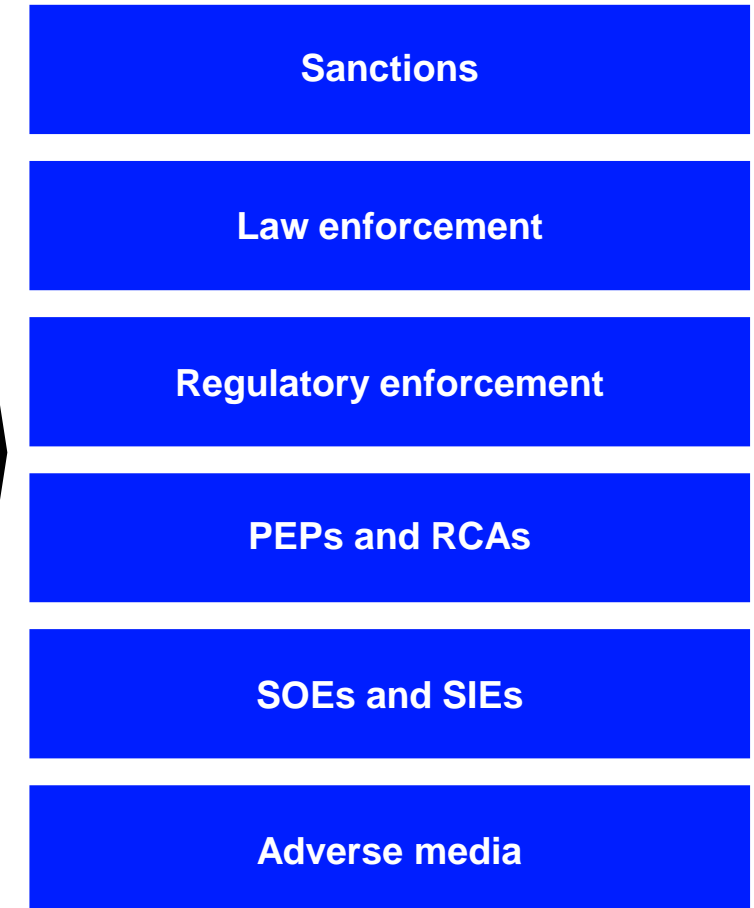 Sanctions
Law enforcement
Regulatory enforcement
PEPs and RCAs
SOEs and SIEs
Adverse media